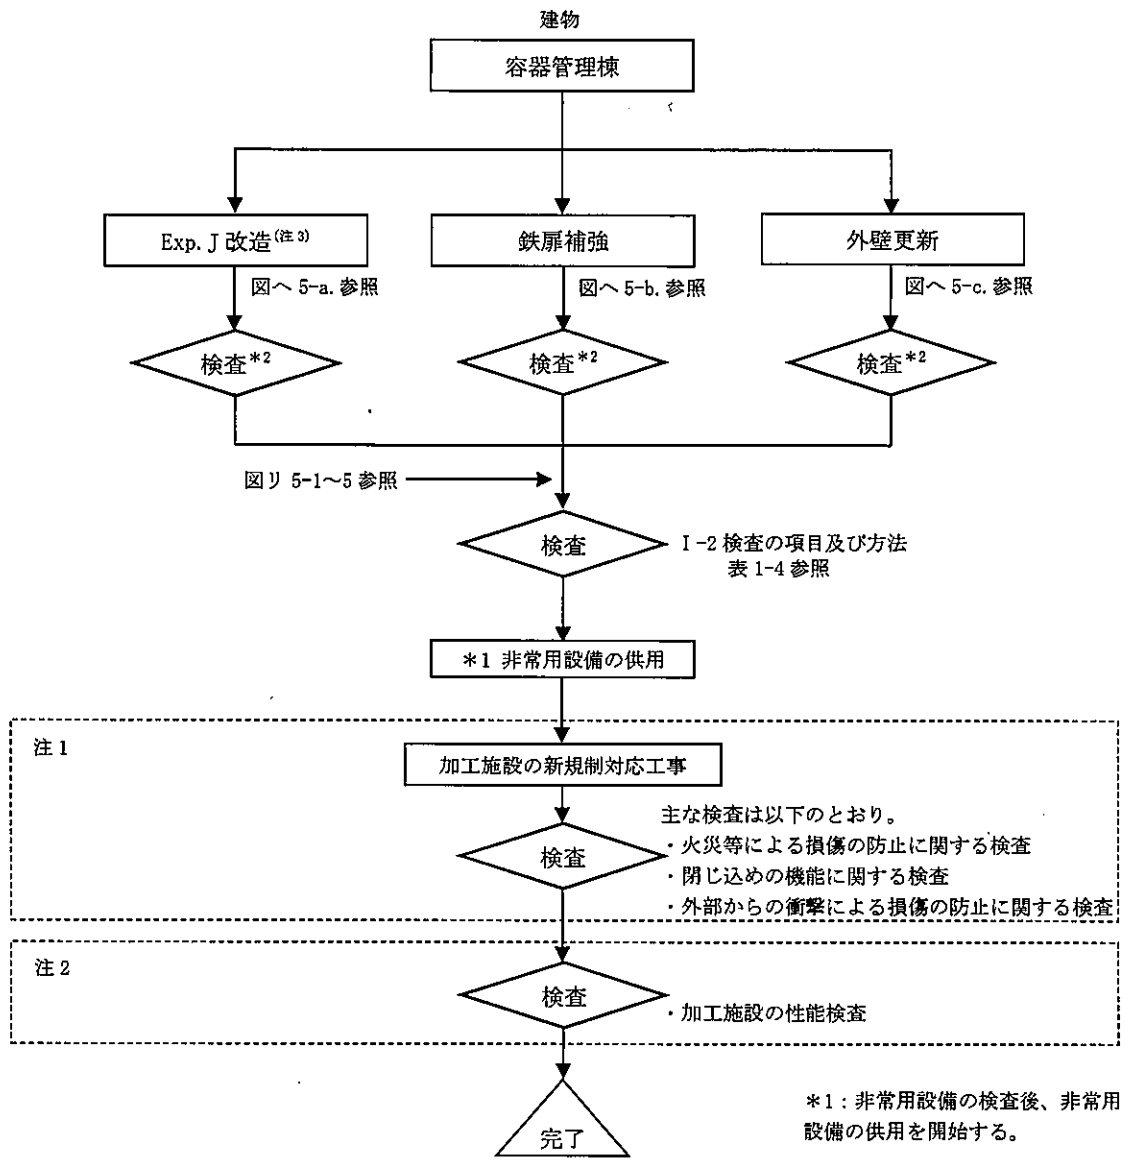 建物
容器管理棟
Exp. J 改造(注3)
鉄扉補強
外壁更新
図へ 5-a. 参照
図へ 5-b. 参照
図へ 5-c. 参照
検査*2
検査*2
検査*2
図リ 5-1～5 参照
検査
Ⅰ-2 検査の項目及び方法
表 1-4 参照
*1 非常用設備の供用
注 1
加工施設の新規制対応工事
主な検査は以下のとおり。
検査
・火災等による損傷の防止に関する検査
・閉じ込めの機能に関する検査
・外部からの衝撃による損傷の防止に関する検査
注 2
検査
・加工施設の性能検査
完了
*1：非常用設備の検査後、非常用
設備の供用を開始する。